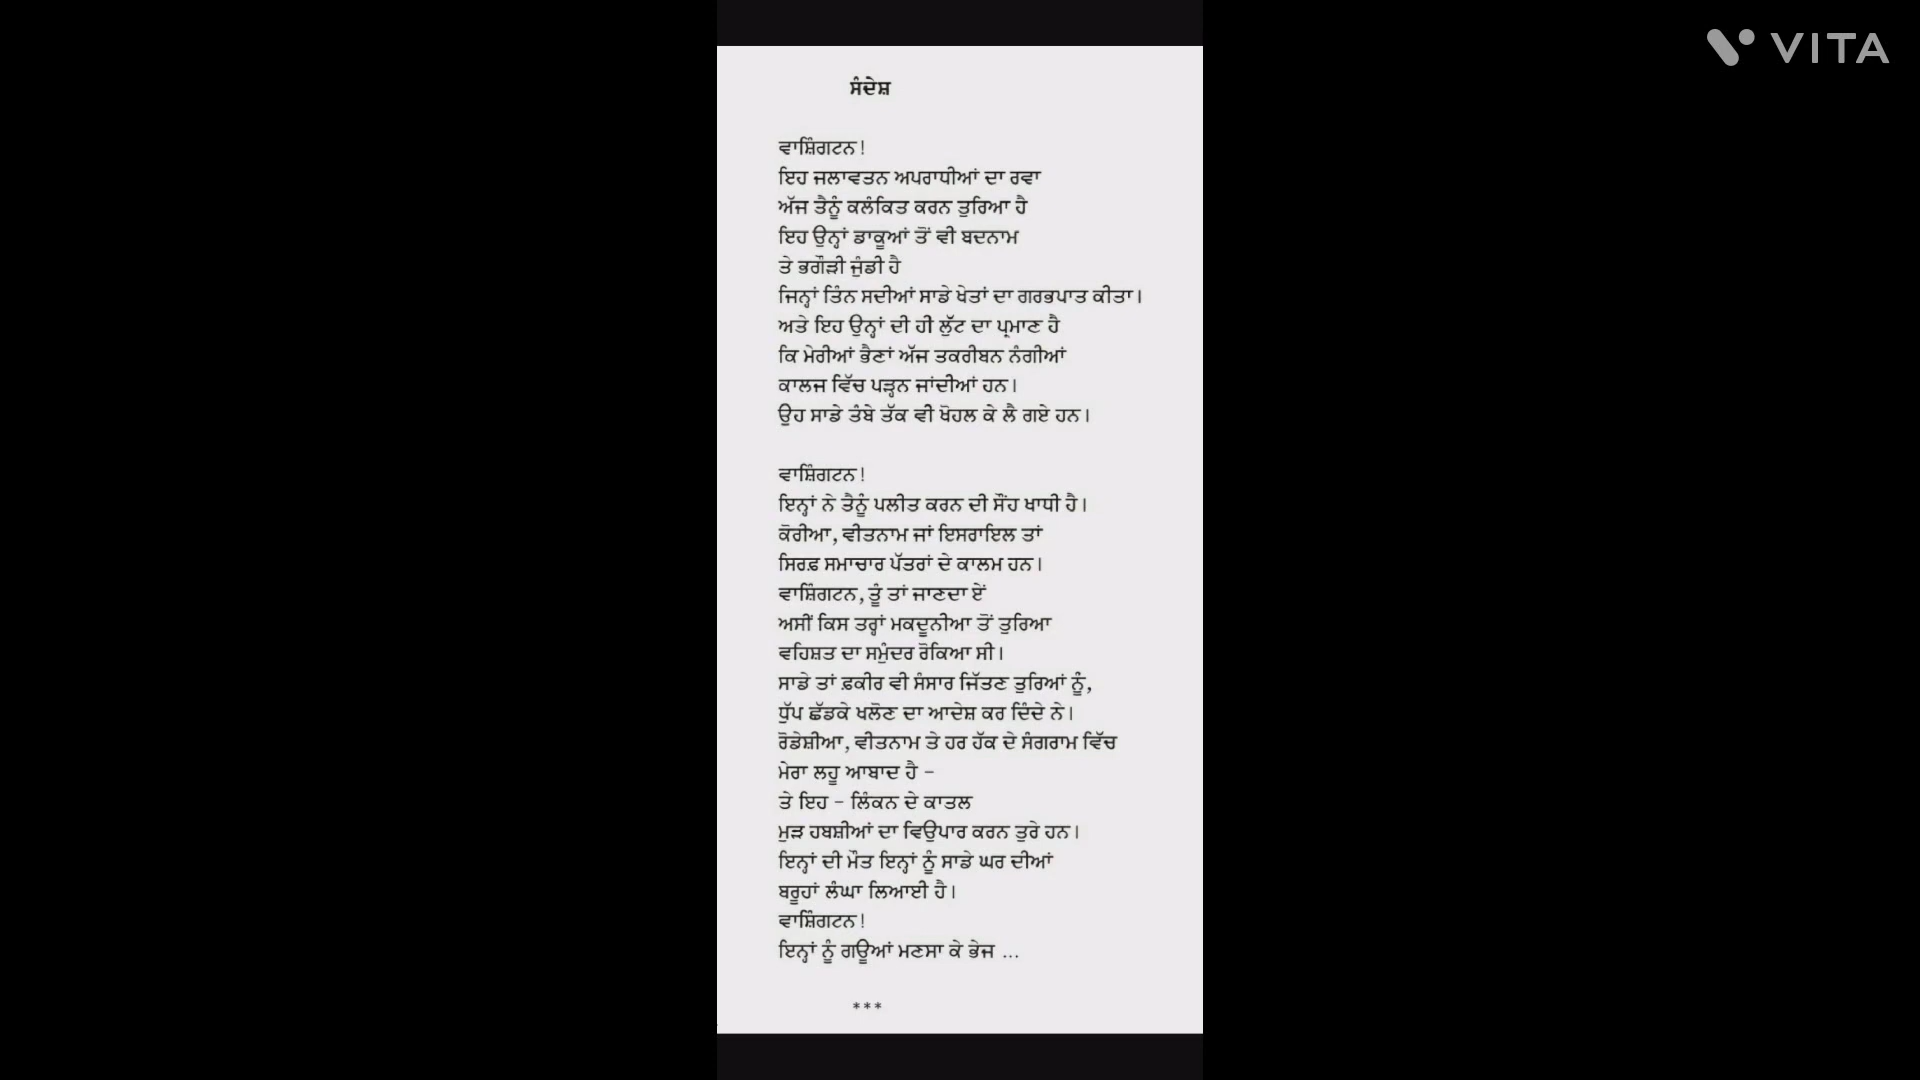 ਸੰਦੇਸ਼
ਵਾਸ਼ਿੰਗਟਨ!
ਇਹ ਜਲਾਵਤਨ ਅਪਰਾਧੀਆਂ ਦਾ ਰਵਾ
ਅੱਜ ਤੈਨੂੰ ਕਲੰਕਿਤ ਕਰਨ ਤੁਰਿਆ ਹੈ
ਇਹ ਉਨ੍ਹਾਂ ਡਾਕੂਆਂ ਤੋਂ ਵੀ ਬਦਨਾਮ
ਤੇ ਭਗੌੜੀ ਜੁੰਡੀ ਹੈ
ਜਿਨ੍ਹਾਂ ਤਿੰਨ ਸਦੀਆਂ ਸਾਡੇ ਖੇਤਾਂ ਦਾ ਗਰਭਪਾਤ ਕੀਤਾ।
ਅਤੇ ਇਹ ਉਨ੍ਹਾਂ ਦੀ ਹੀ ਲੁੱਟ ਦਾ ਪ੍ਰਮਾਣ ਹੈ
ਕਿ ਮੇਰੀਆਂ ਭੈਣਾਂ ਅੱਜ ਤਕਰੀਬਨ ਨੰਗੀਆਂ
ਕਾਲਜ ਵਿੱਚ ਪੜ੍ਹਨ ਜਾਂਦੀਆਂ ਹਨ।
ਉਹ ਸਾਡੇ ਤੰਬੇ ਤੱਕ ਵੀ ਖੋਹਲ ਕੇ ਲੈ ਗਏ ਹਨ।
ਵਾਸ਼ਿੰਗਟਨ!
ਇਨ੍ਹਾਂ ਨੇ ਤੈਨੂੰ ਪਲੀਤ ਕਰਨ ਦੀ ਸੌਂਹ ਖਾਧੀ ਹੈ।
ਕੋਰੀਆ, ਵੀਤਨਾਮ ਜਾਂ ਇਸਰਾਇਲ ਤਾਂ
ਸਿਰਫ਼ ਸਮਾਚਾਰ ਪੱਤਰਾਂ ਦੇ ਕਾਲਮ ਹਨ।
ਵਾਸ਼ਿੰਗਟਨ, ਤੂੰ ਤਾਂ ਜਾਣਦਾ ਏਂ
ਅਸੀਂ ਕਿਸ ਤਰ੍ਹਾਂ ਮਕਦੂਨੀਆ ਤੋਂ ਤੁਰਿਆ
ਵਹਿਸ਼ਤ ਦਾ ਸਮੁੰਦਰ ਰੋਕਿਆ ਸੀ।
ਸਾਡੇ ਤਾਂ ਫ਼ਕੀਰ ਵੀ ਸੰਸਾਰ ਜਿੱਤਣ ਤੁਰਿਆਂ ਨੂੰ,
ਧੁੱਪ ਛੱਡਕੇ ਖਲੋਣ ਦਾ ਆਦੇਸ਼ ਕਰ ਦਿੰਦੇ ਨੇ।
ਰੋਡੇਸ਼ੀਆ, ਵੀਤਨਾਮ ਤੇ ਹਰ ਹੱਕ ਦੇ ਸੰਗਰਾਮ ਵਿੱਚ
ਮੇਰਾ ਲਹੂ ਆਬਾਦ ਹੈ -
ਤੇ ਇਹ - ਲਿੰਕਨ ਦੇ ਕਾਤਲ
ਮੁੜ ਹਬਸ਼ੀਆਂ ਦਾ ਵਿਉਪਾਰ ਕਰਨ ਤੁਰੇ ਹਨ।
ਇਨ੍ਹਾਂ ਦੀ ਮੌਤ ਇਨ੍ਹਾਂ ਨੂੰ ਸਾਡੇ ਘਰ ਦੀਆਂ
ਬਰੂਹਾਂ ਲੰਘਾ ਲਿਆਈ ਹੈ।
ਵਾਸ਼ਿੰਗਟਨ!
ਇਨ੍ਹਾਂ ਨੂੰ ਗਊਆਂ ਮਣਸਾ ਕੇ ਭੇਜ ...
***
VITA